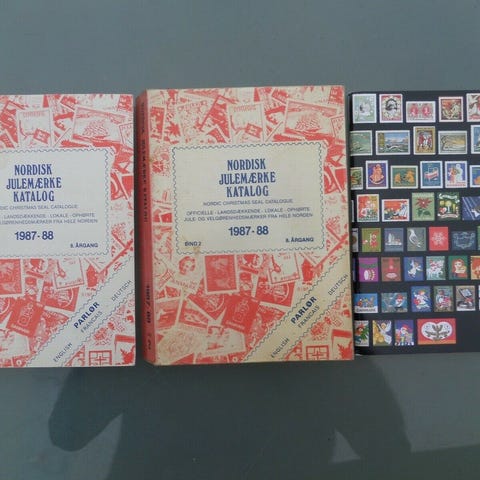 NORDISK
JULEMÆRKE
KATALOG
DIC CHRISTMAS SEAL CATALOGUE
LANDSDÆKKENDE · LOKALE · OPHØRTE
VELGØRENHEDSMÆRKER FRA HELE NORDEN
1987-88
8. ÅRGANG
ENGLISH
PARLØR
FRANCAIS
DEUTSCH
1987-88
NORDISK
JULEMÆRKE
KATALOG
NORDIC CHRISTMAS SEAL CATALOGUE
OFFICIELLE · LANDSDÆKKENDE · LOKALE · OPHØRTE
JULE OG VELGØRENHEDSMÆRKER FRA HELE NORDEN
1987-88
BIND 2
8. ÅRGANG
ENGLISH
PARLØR
FRANCAIS
DEUTSCH